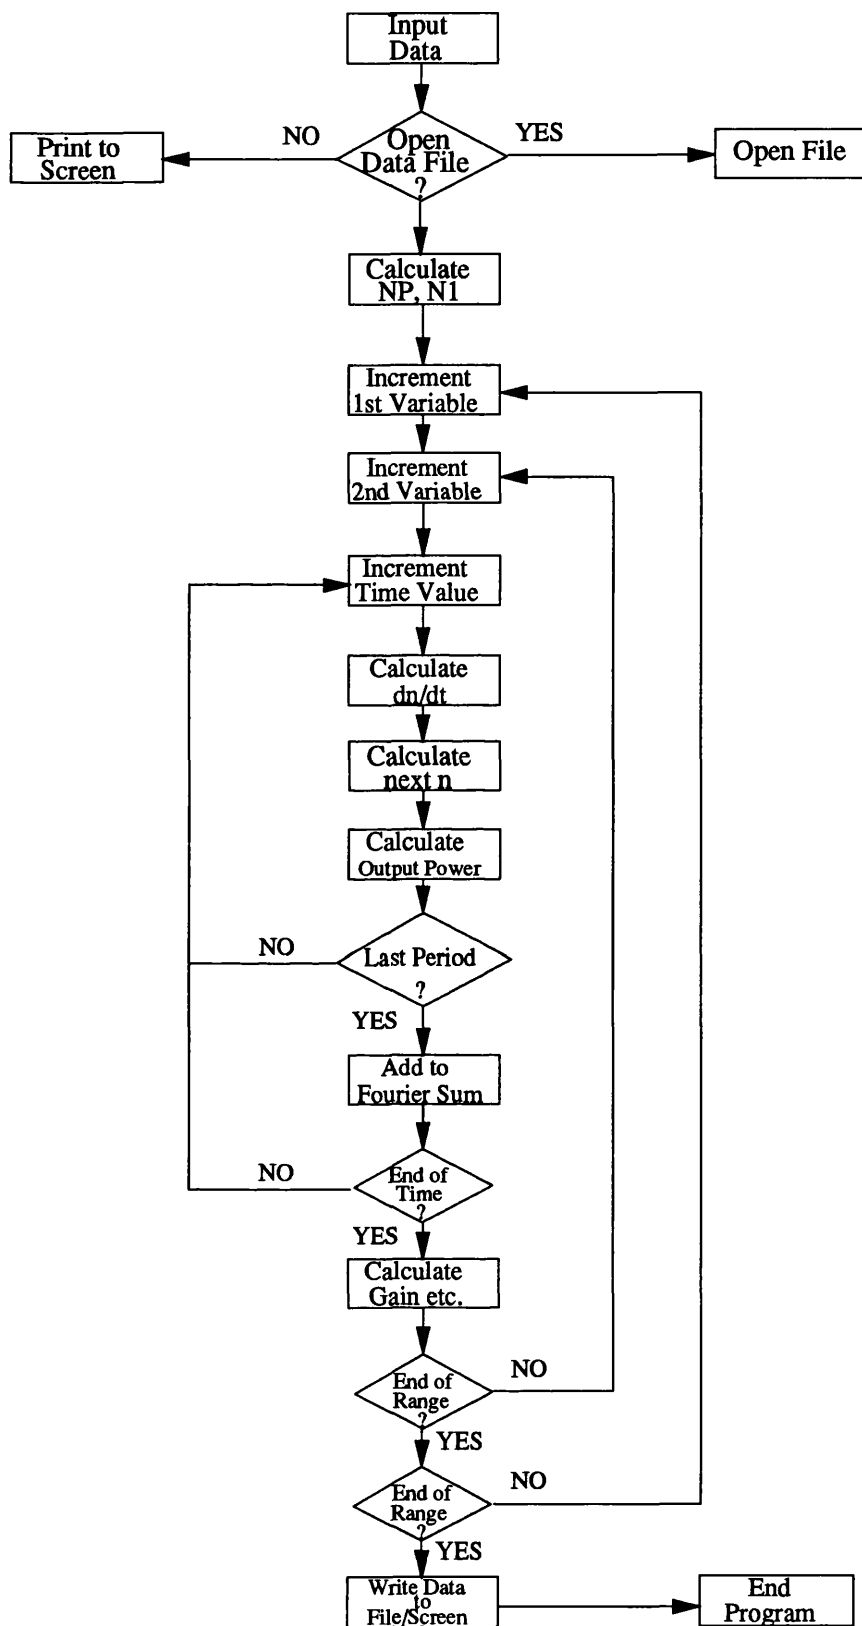 Input
Data
NO
YES
Print to
Screen
Open
Data File
?
Open File
Calculate
NP, N1
Increment
1st Variable
Increment
2nd Variable
Increment
Time Value
Calculate
dn/dt
Calculate
next n
Calculate
Output Power
NO
Last Period
?
YES
Add to
Fourier Sum
NO
End of
Time
?
YES
Calculate
Gain etc.
NO
End of
Range
?
YES
NO
End of
Range
?
YES
Write Data
to
File/Screen
End
Program